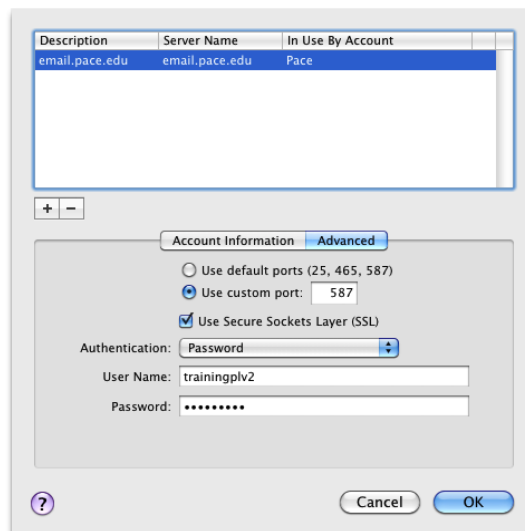 Description Server Name In Use By Account
email.pace.edu email.pace.edu Pace
+ −
Account Information Advanced
Use default ports (25, 465, 587)
Use custom port: 587
Use Secure Sockets Layer (SSL)
Authentication: Password
User Name: trainingplv2
Password: •••••••••
? Cancel OK